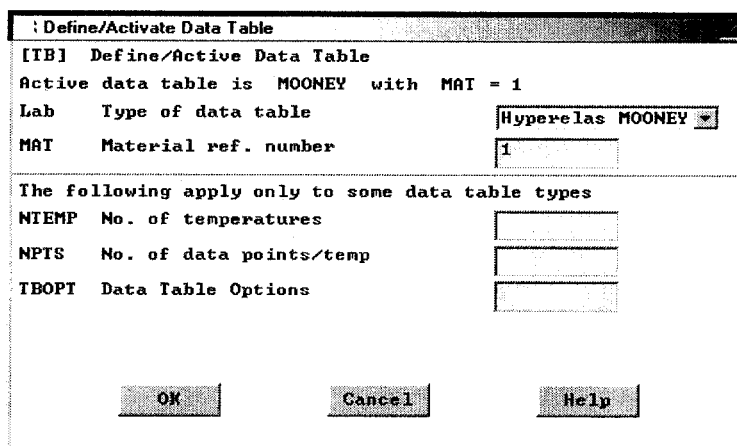 Define/Activate Data Table
[TB] Define/Active Data Table
Active data table is MOONEY with MAT = 1
Lab Type of data table Hyperelas MOONEY
MAT Material ref. number 1
The following apply only to some data table types
NTEMP No. of temperatures
NPTS No. of data points/temp
TBOPT Data Table Options
OK Cancel Help